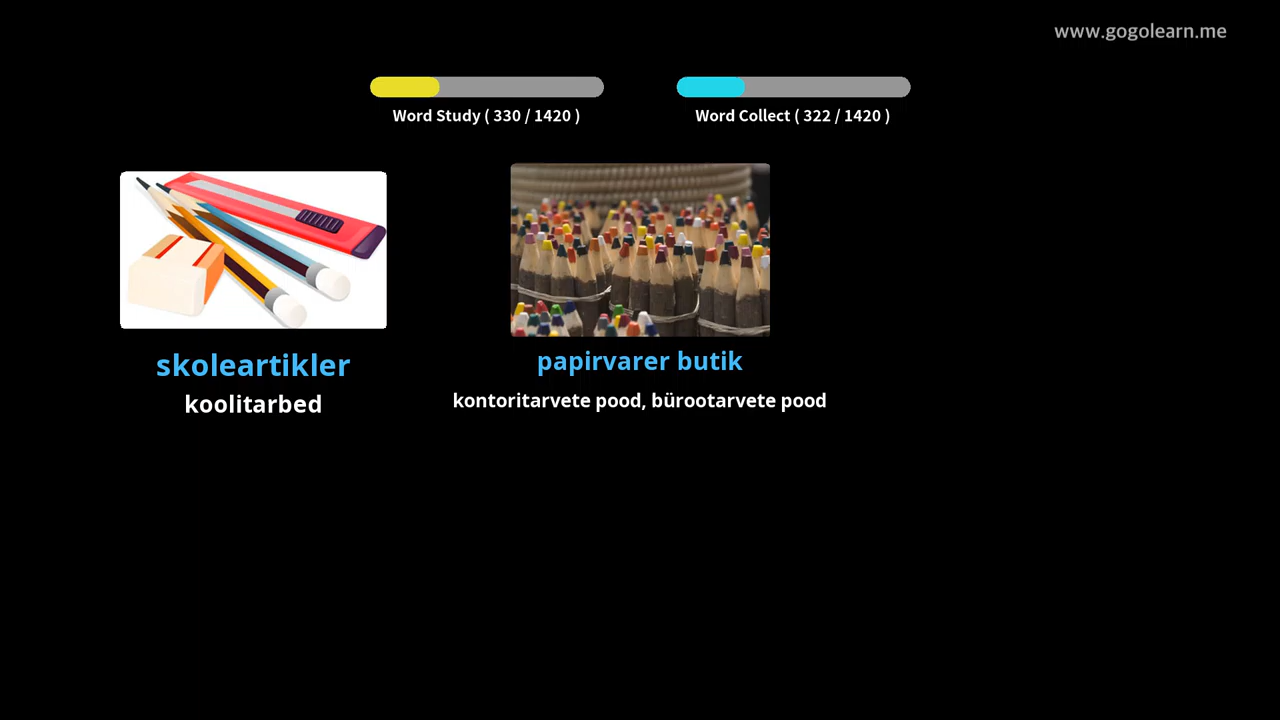 www.gogolearn.me
Word Study ( 330 / 1420 )
Word Collect ( 322 / 1420 )
skoleartikler
koolitarbed
papirvarer butik
kontoritarvete pood, bürootarvete pood